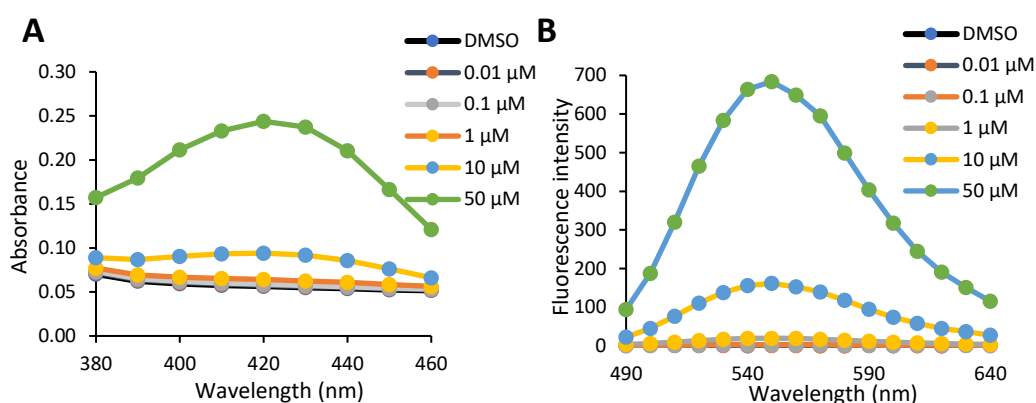 A
DMSO
0.01 µM
0.1 µM
1 µM
10 µM
50 µM
0.30
0.25
0.20
0.15
0.10
0.05
0.00
Absorbance
380 400 420 440 460
Wavelength (nm)
B
DMSO
0.01 µM
0.1 µM
1 µM
10 µM
50 µM
700
600
500
400
300
200
100
0
Fluorescence intensity
490 540 590 640
Wavelength (nm)